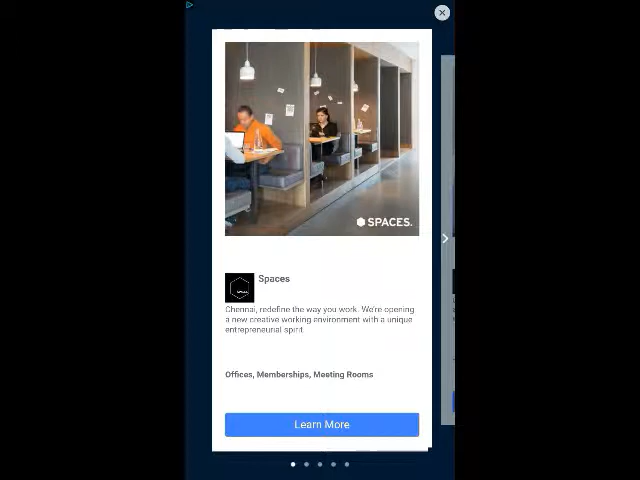 SPACES.
Spaces
Chennai, redefine the way you work. We're opening
a new creative working environment with a unique
entrepreneurial spirit
Offices, Memberships, Meeting Rooms
Learn More